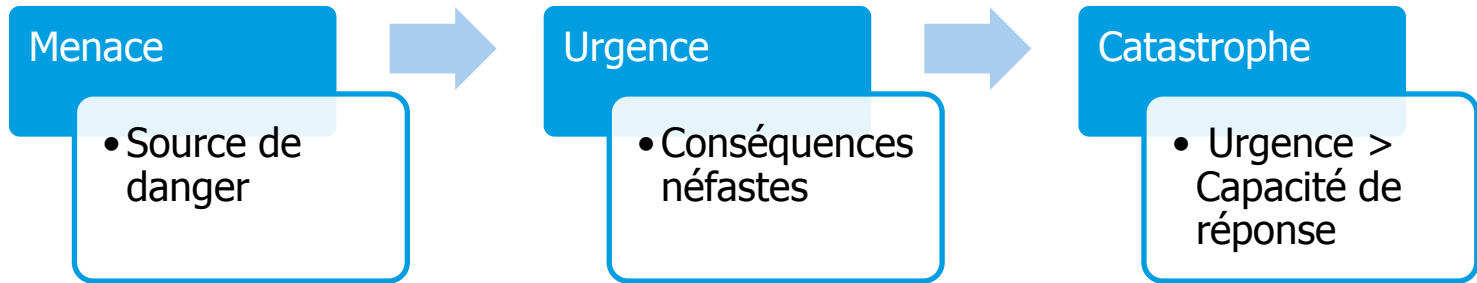 Menace
• Source de
danger
Urgence
• Conséquences
néfastes
Catastrophe
• Urgence >
Capacité de
réponse